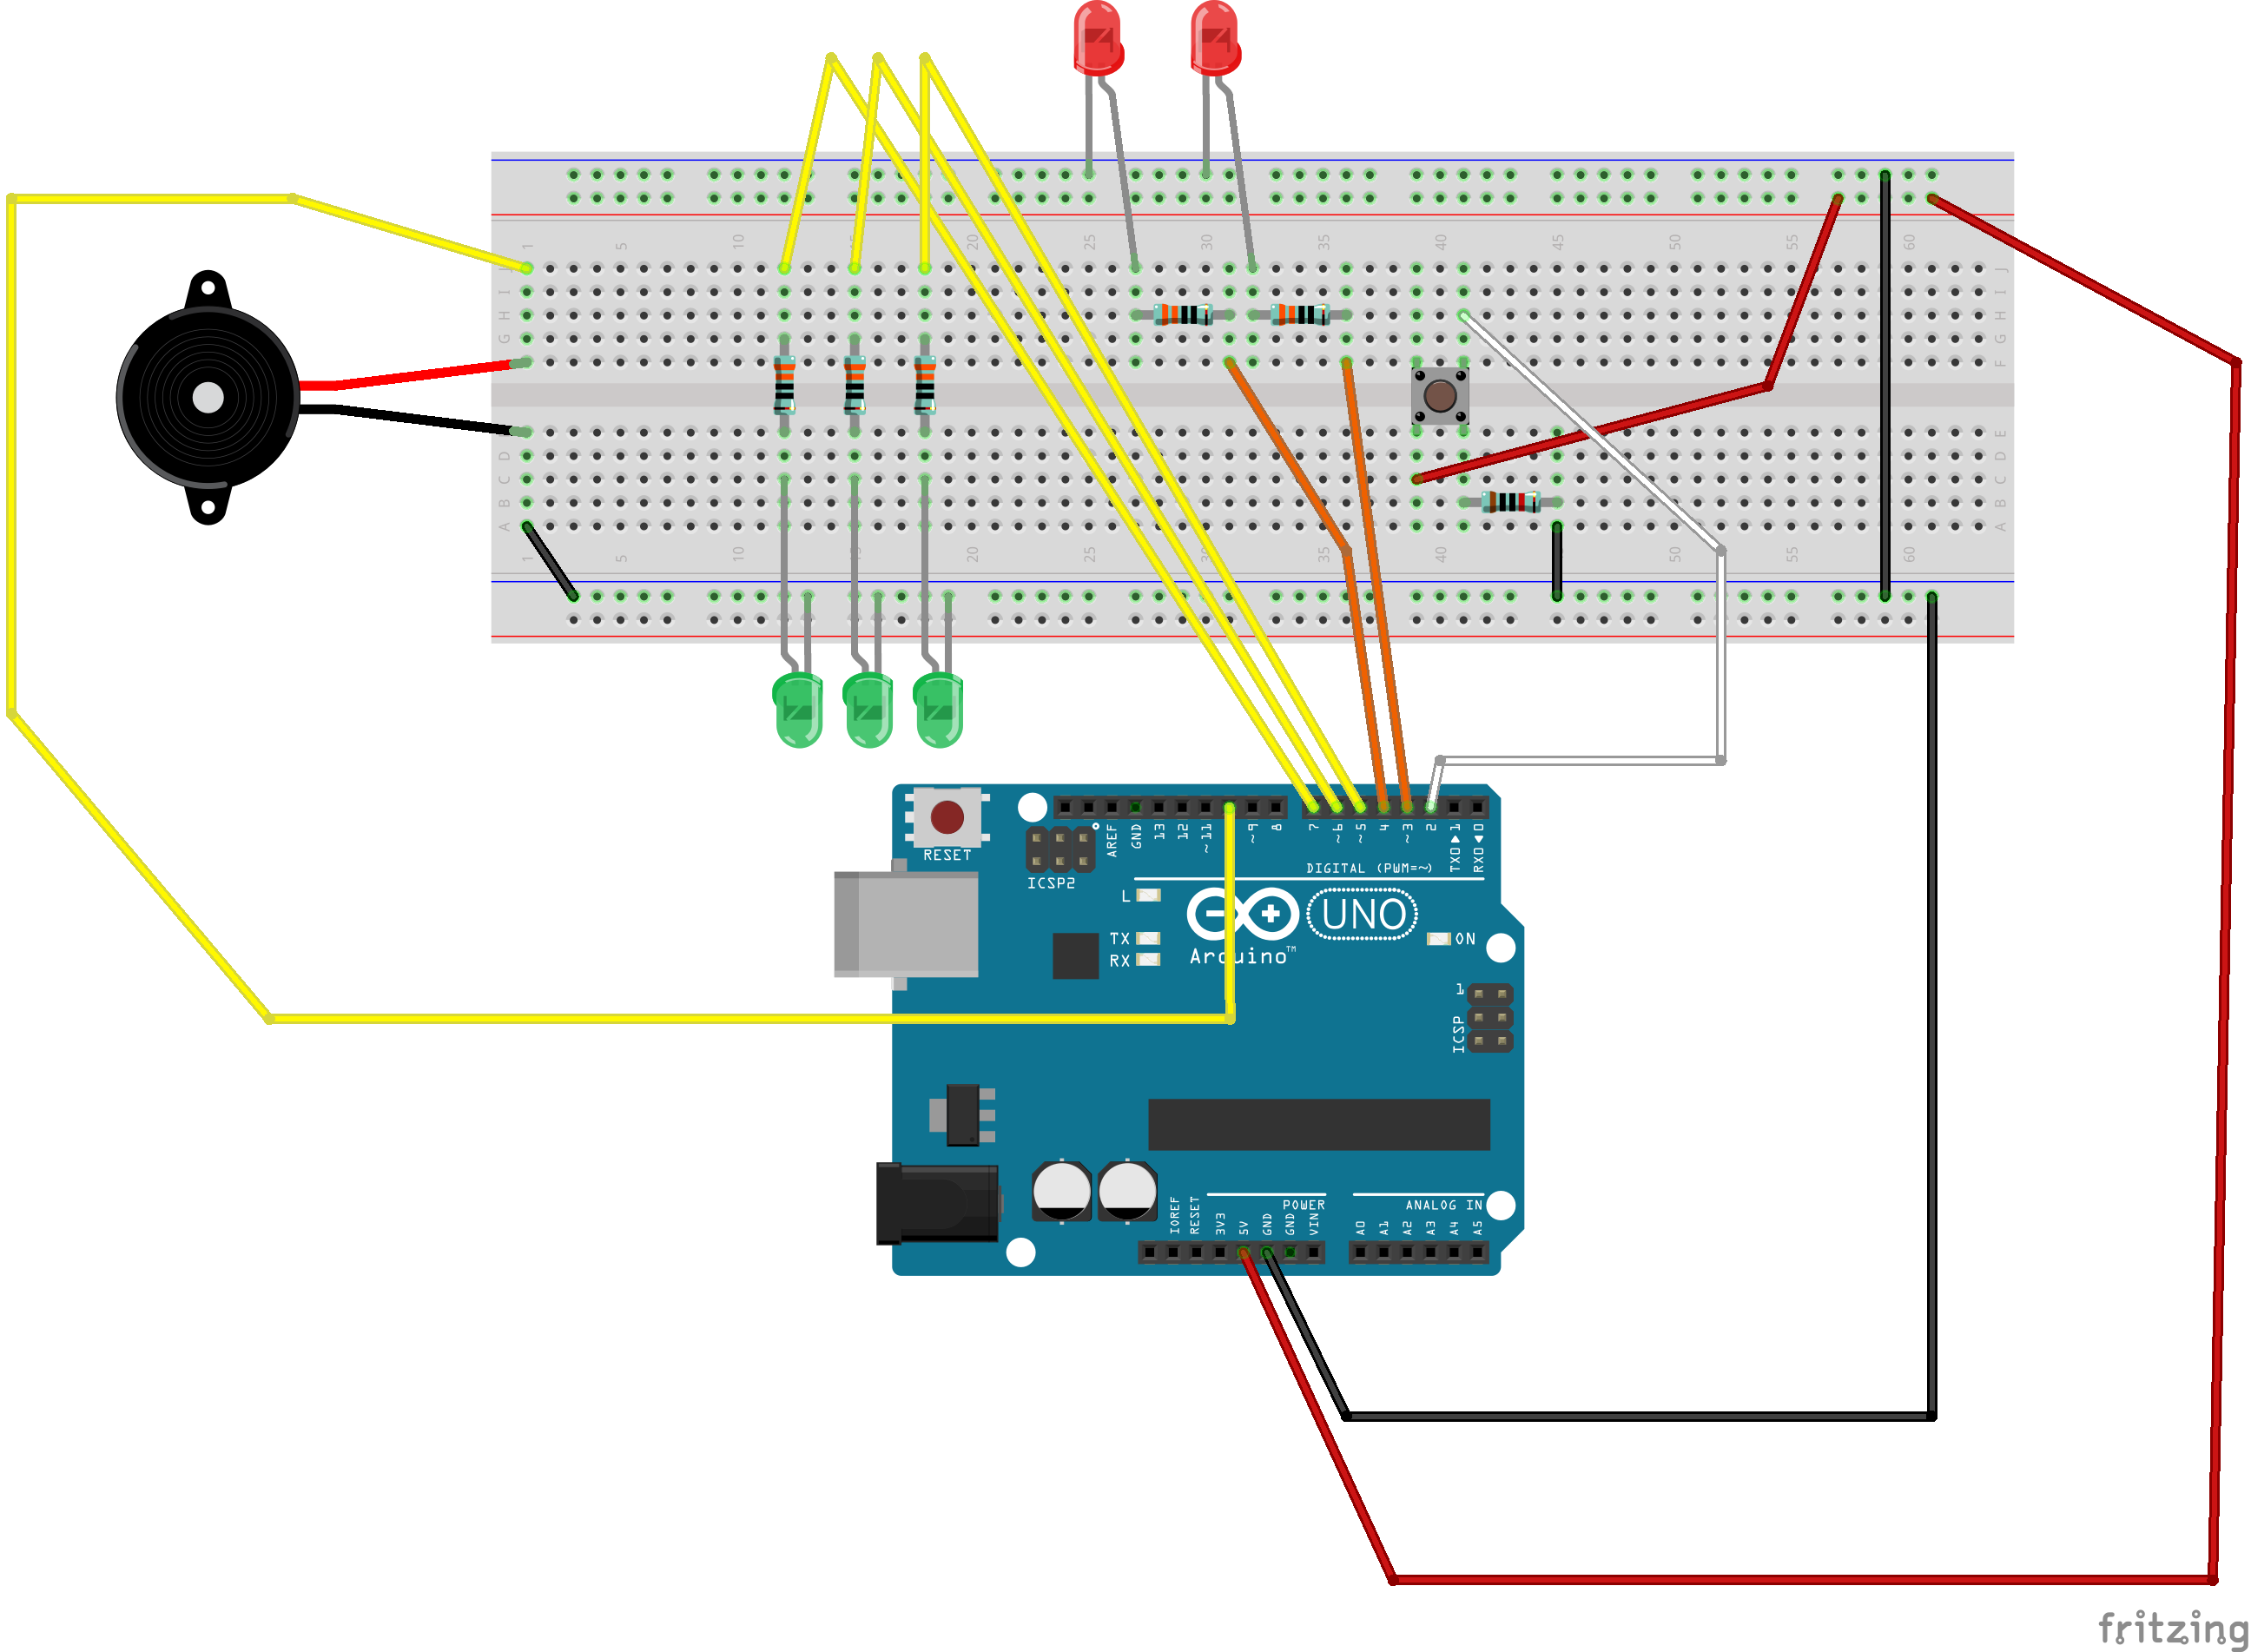 1 5 10 15 20 25 30 35 40 45 50 55 60
J J
I I
H H
G G
F F
E E
D D
C C
B B
A A
1 5 10 15 20 25 30 35 40 45 50 55 60
RESET
ICSP2
AREF
GND
13
12
~11
~9
8
7
~6
~5
4
~3
2
TX0 ▶ 1
RX0 ◀ 0
DIGITAL (PWM=~)
L
TX
RX
UNO
Arduino™
ON
1
ICSP
IOREF
RESET
3V3
5V
GND
GND
VIN
POWER
ANALOG IN
A0
A1
A2
A3
A4
A5
fritzing